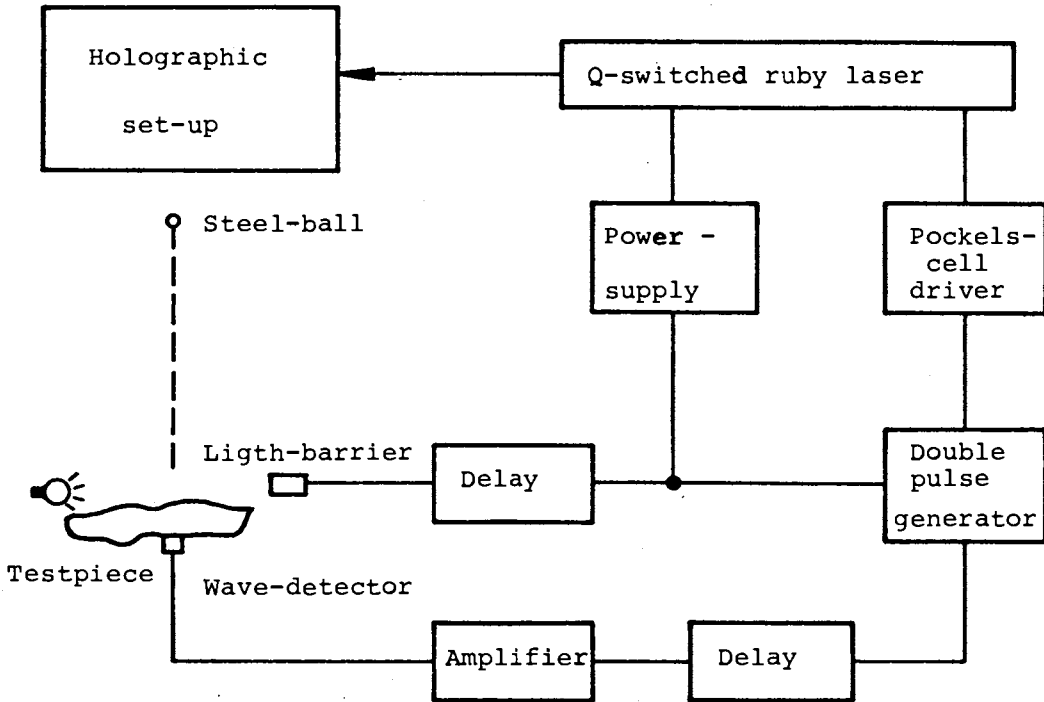 Holographic
set-up
Q-switched ruby laser
Steel-ball
Power -
supply
Pockels-
cell
driver
Ligth-barrier
Delay
Double
pulse
generator
Testpiece
Wave-detector
Amplifier
Delay